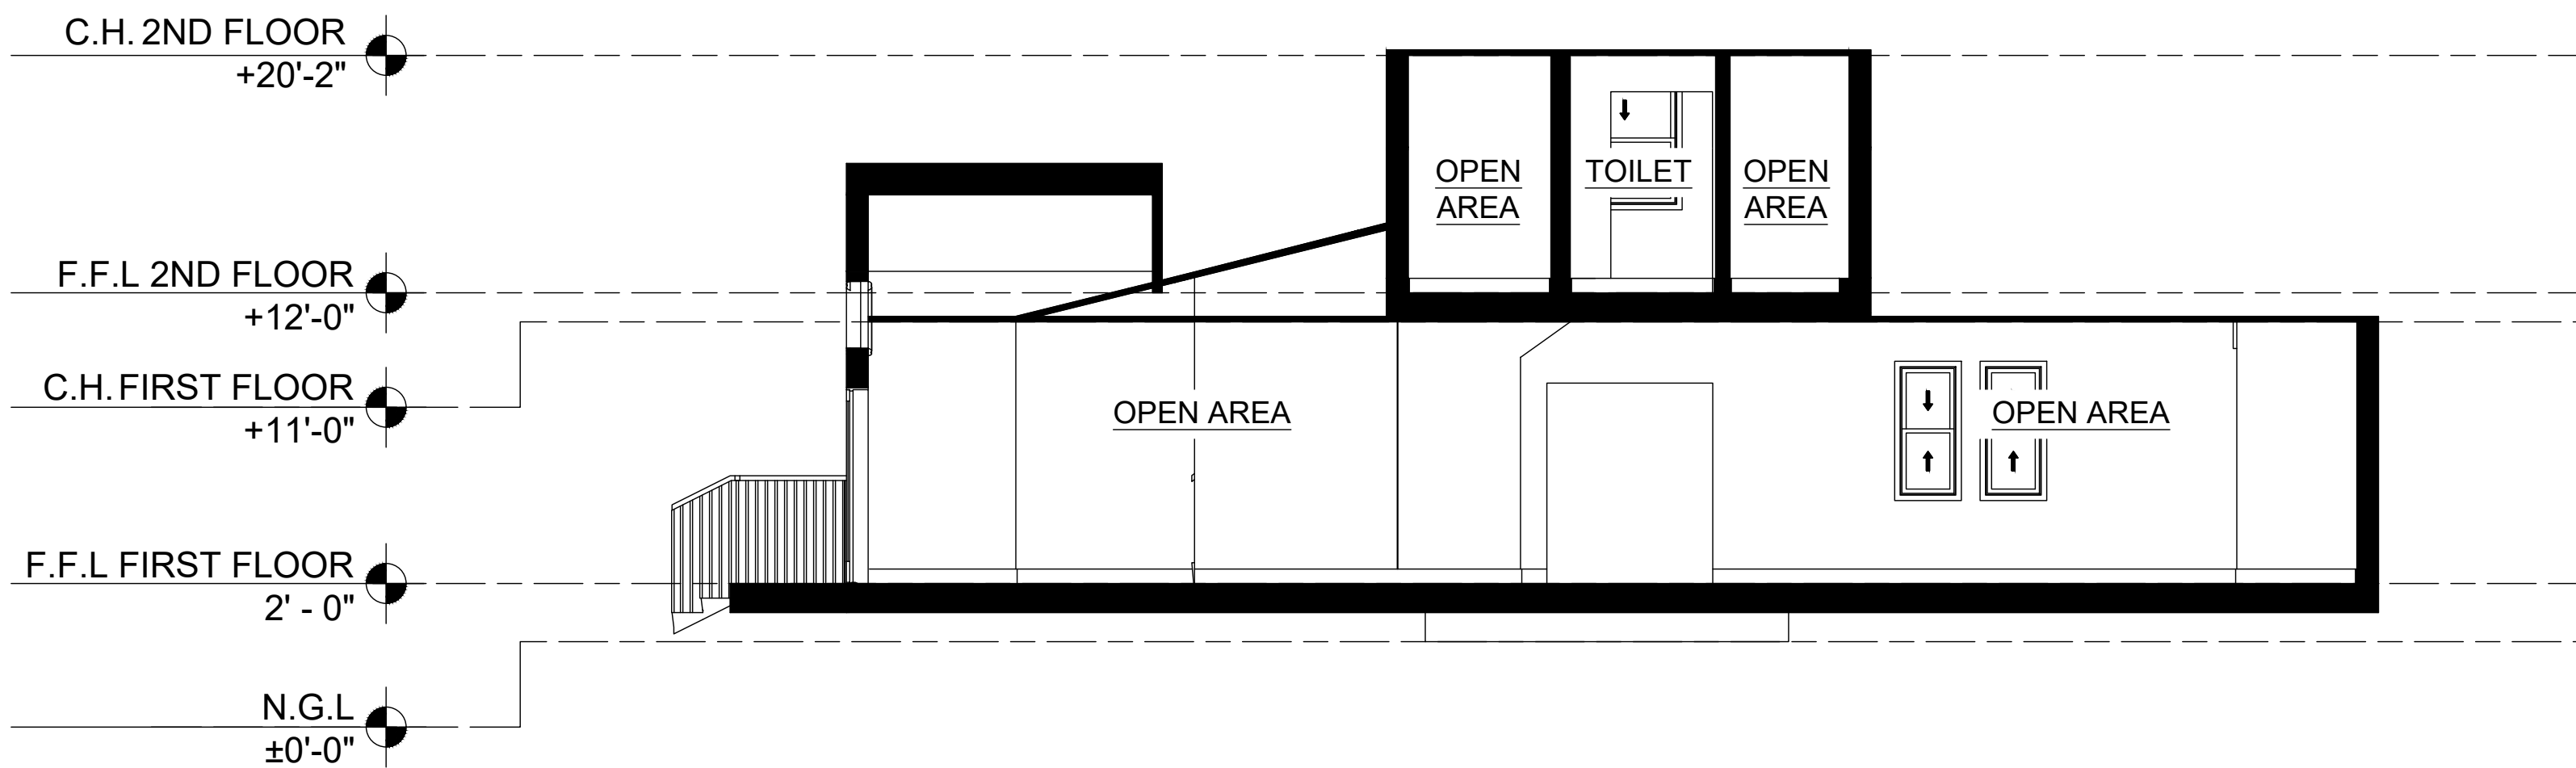 C.H. 2ND FLOOR
+20'-2"
OPEN
AREA
TOILET
OPEN
AREA
F.F.L 2ND FLOOR
+12'-0"
C.H. FIRST FLOOR
+11'-0"
OPEN AREA
OPEN AREA
F.F.L FIRST FLOOR
2' - 0"
N.G.L
±0'-0"